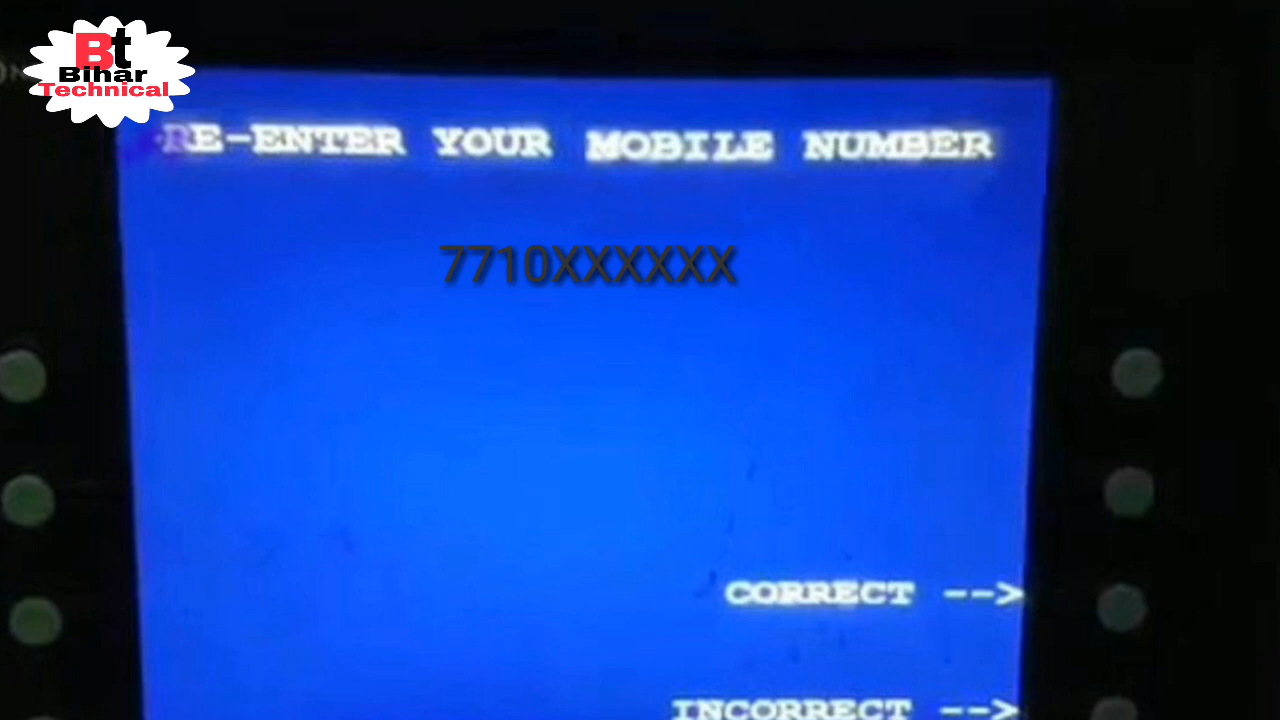 Bt
Bihar
Technical
RE-ENTER YOUR MOBILE NUMBER
7710XXXXXX
CORRECT -->
INCORRECT -->